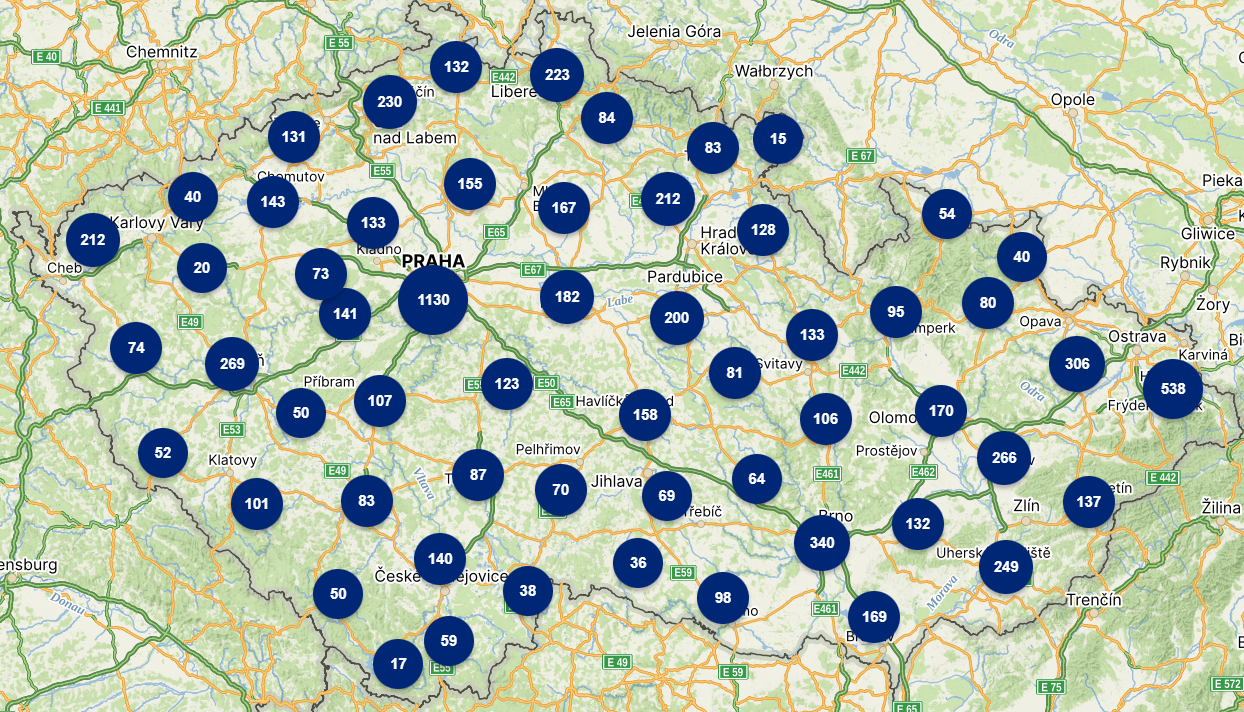 Jelenia Góra
Odra
E 55
Chemnitz
E 40
132
Wałbrzych
223
E442
Libere
230
čín
Opole
E 441
84
131
nad Labem
15
83
E 67
E55
Chomutov
155
Pieka
40
143
212
167
54
Karlovy Vary
133
128
Gliwice
212
E65
Hrad
Králov
Kladno
40
PRAHA
Rybnik
Cheb
20
73
E67
Pardubice
182
Labe
1130
80
Żory
95
141
200
E49
Opava
133
mperk
Ostrava
74
Karviná
269
Svitavy
306
81
E442
Příbram
123
E50
538
Odra
E65
Havlíčk
d
107
Frýde
k
50
158
170
106
Olomo
Pelhřimov
Prostějov
52
E53
Klatovy
266
E49
E461
E462
E 442
87
Jihlava
64
Vltava
70
69
etín
101
83
137
Zlín
Žilina
řebíč
Brno
132
340
Uhersk
iště
140
ensburg
36
249
České
ějovice
E59
38
50
Morava
98
Donau
no
Trenčín
E461
169
59
17
E55
E 49
E 59
E 75
E 572
E 65